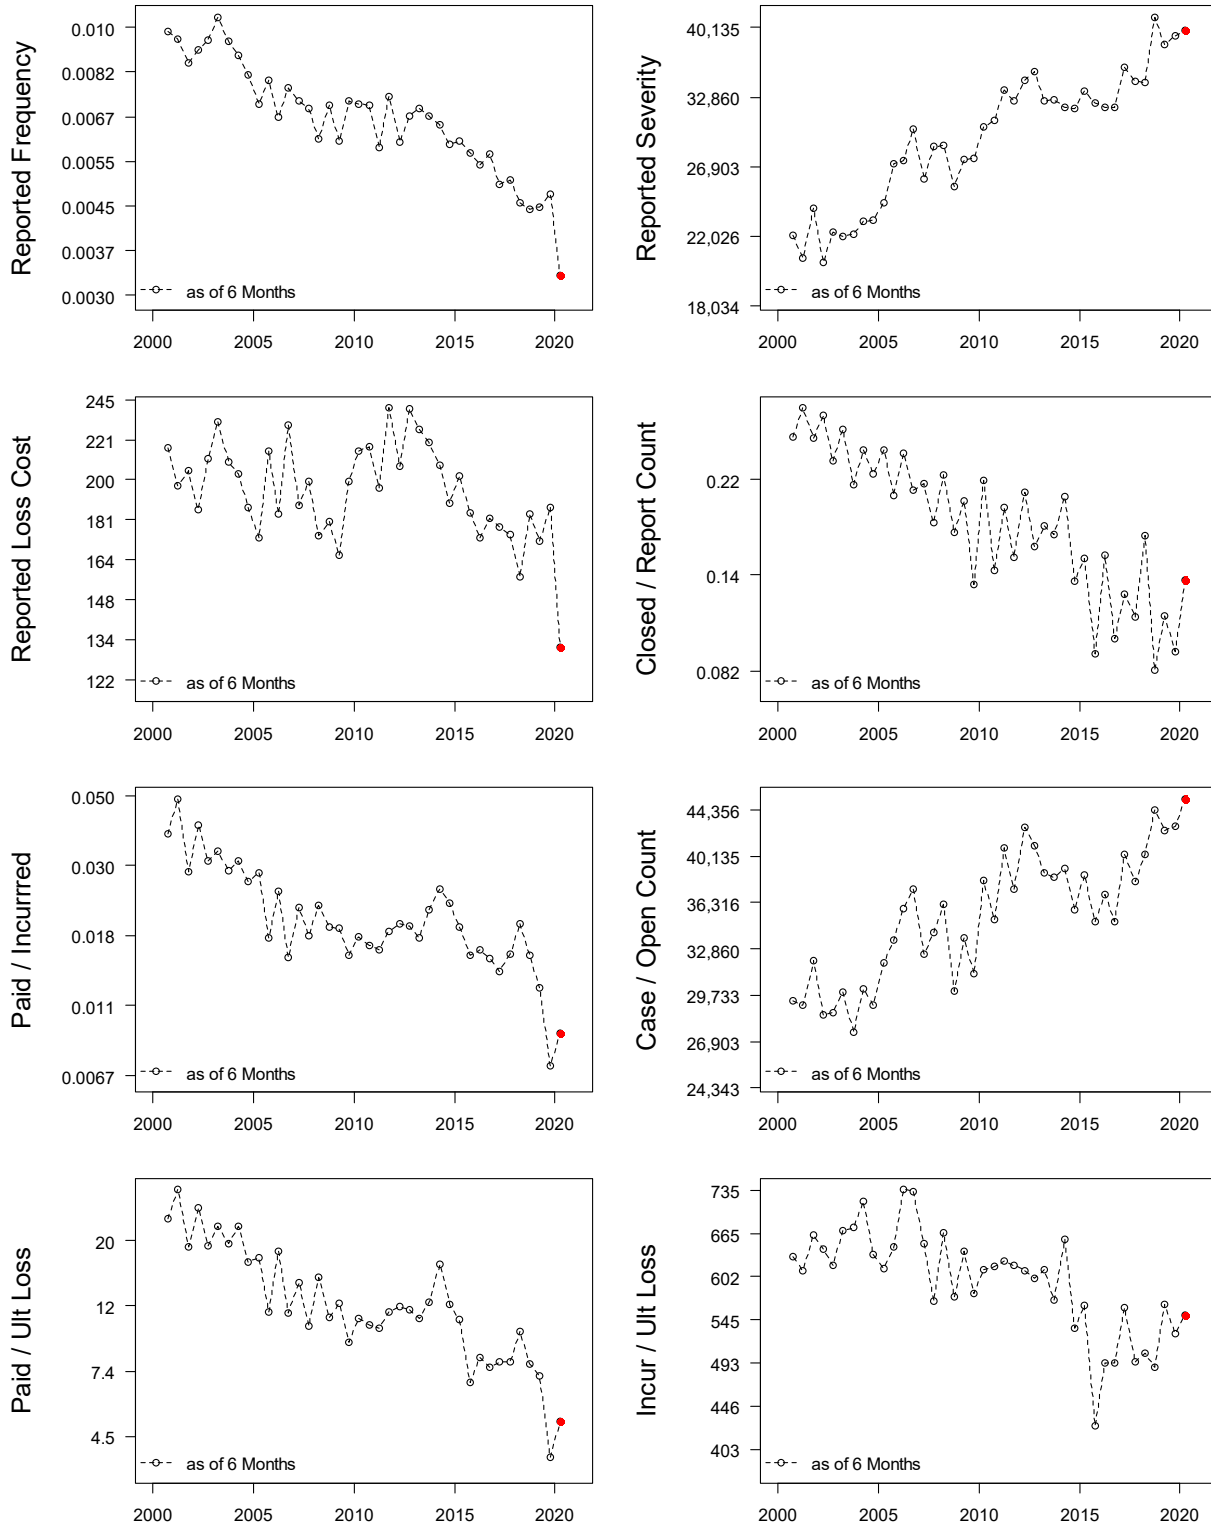 Reported Frequency
0.010
0.0082
0.0067
0.0055
0.0045
0.0037
0.0030
as of 6 Months
2000 2005 2010 2015 2020
Reported Severity
40,135
32,860
26,903
22,026
18,034
as of 6 Months
2000 2005 2010 2015 2020
Reported Loss Cost
245
221
200
181
164
148
134
122
as of 6 Months
2000 2005 2010 2015 2020
Closed / Report Count
0.22
0.14
0.082
as of 6 Months
2000 2005 2010 2015 2020
Paid / Incurrred
0.050
0.030
0.018
0.011
0.0067
as of 6 Months
2000 2005 2010 2015 2020
Case / Open Count
44,356
40,135
36,316
32,860
29,733
26,903
24,343
as of 6 Months
2000 2005 2010 2015 2020
Paid / Ult Loss
20
12
7.4
4.5
as of 6 Months
2000 2005 2010 2015 2020
Incur / Ult Loss
735
665
602
545
493
446
403
as of 6 Months
2000 2005 2010 2015 2020